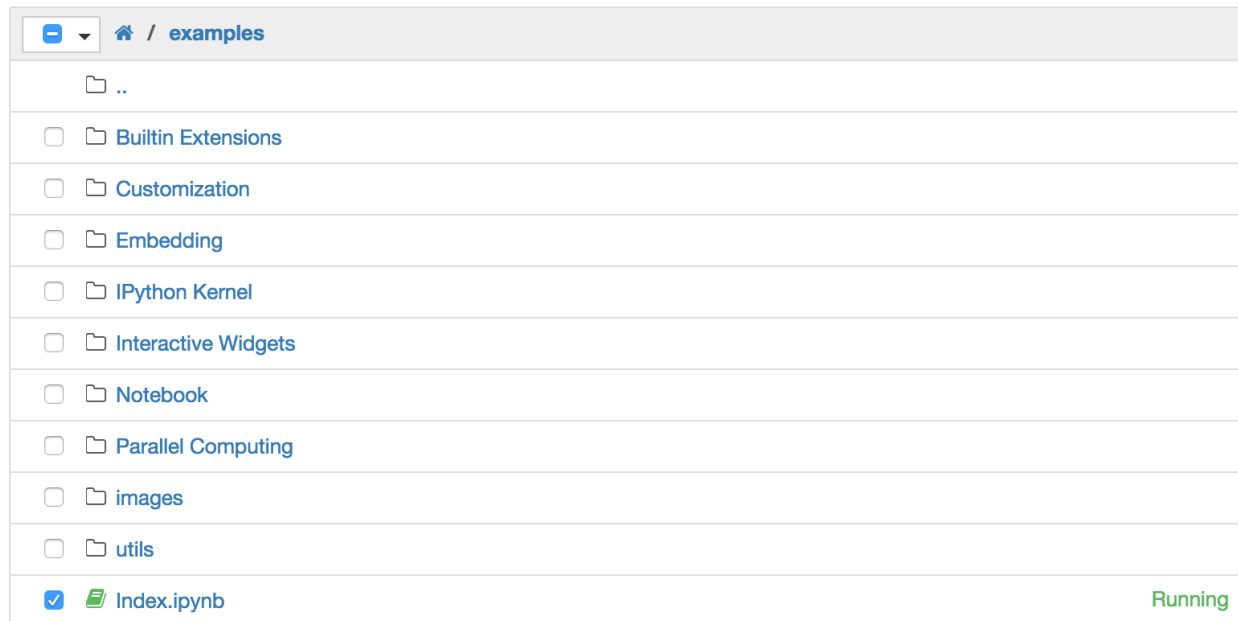 / examples
..
Builtin Extensions
Customization
Embedding
IPython Kernel
Interactive Widgets
Notebook
Parallel Computing
images
utils
Index.ipynb Running